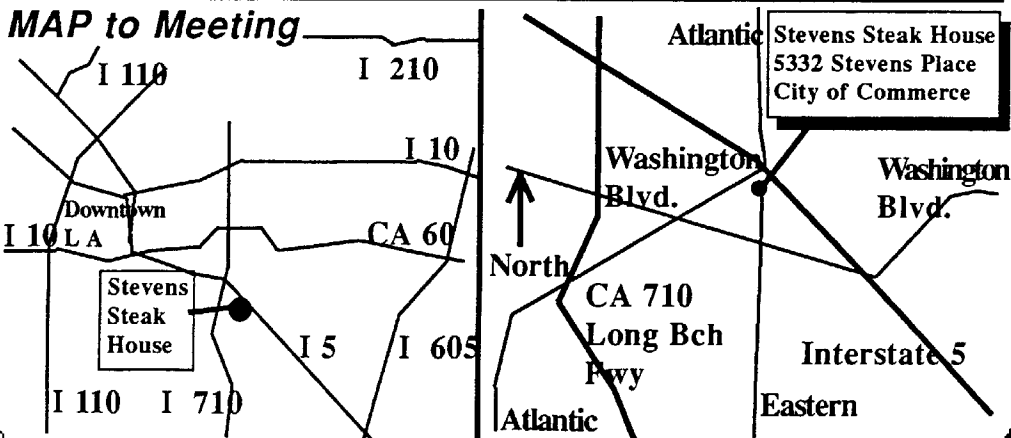 MAP to Meeting
I 110
I 210
I 10
Downtown
L A
I 10
CA 60
Stevens
Steak
House
I 5
I 605
I 110
I 710
Atlantic
Stevens Steak House
5332 Stevens Place
City of Commerce
Washington
Blvd.
Washington
Blvd.
North
CA 710
Long Bch
Fwy
Interstate 5
Atlantic
Eastern